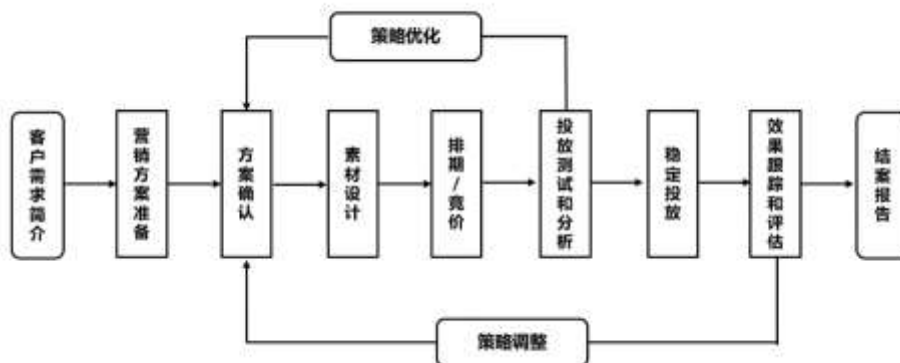 策略优化
客户需求简介
营销方案准备
方案确认
素材设计
排期/竞价
投放测试和分析
稳定投放
效果跟踪和评估
结案报告
策略调整